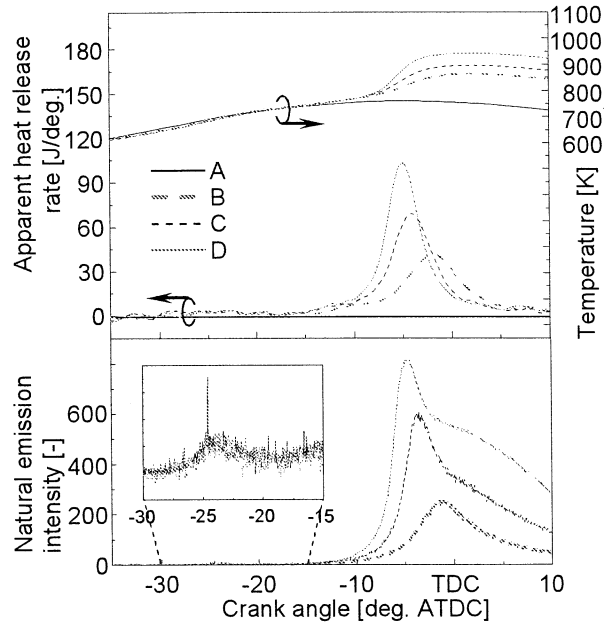 1100
180
1000
150
900
800
120
700
600
90
60
30
0
Apparent heat release
rate [J/deg.]
Temperature [K]
A
B
C
D
600
400
200
0
Natural emission
intensity [-]
-30 -25 -20 -15
-30 -20 -10 TDC 10
Crank angle [deg. ATDC]